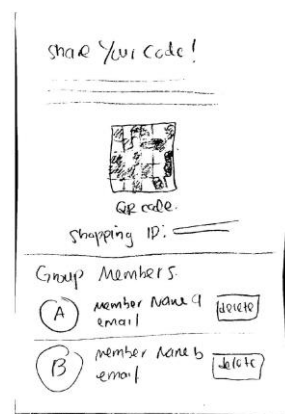 Share Your Code!
QR code.
Shopping ID:
Group Members
A
Member Name a
email
delete
B
Member Name b
email
delete